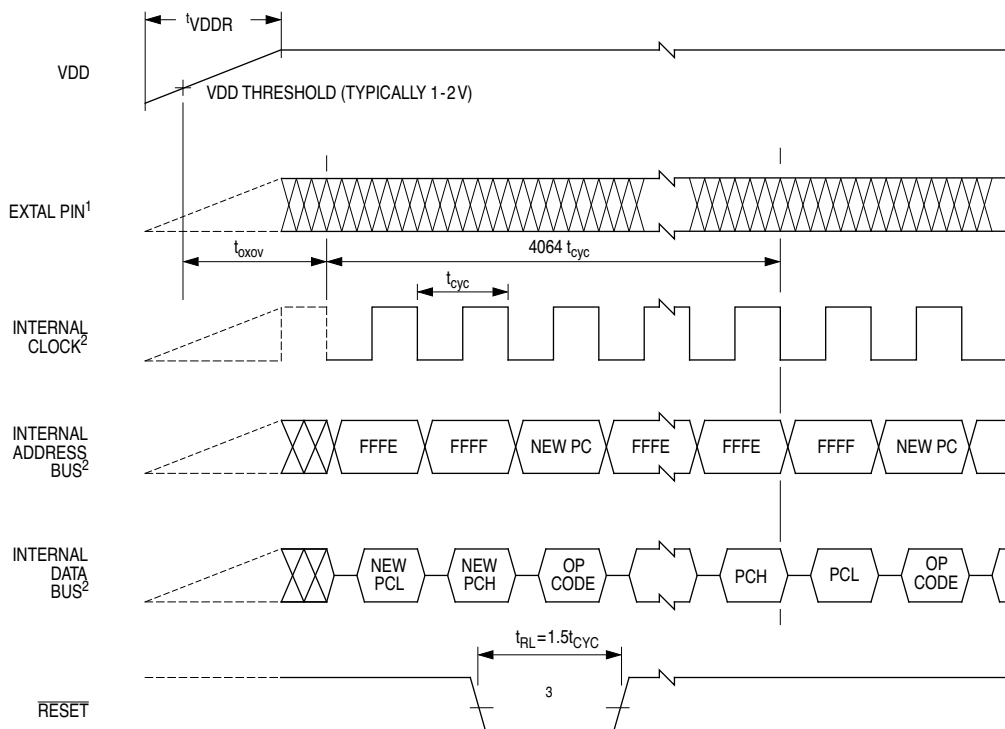 tVDDR
VDD
VDD THRESHOLD (TYPICALLY 1-2V)
EXTAL PIN1
toxov
4064 tcyc
tcyc
INTERNAL
CLOCK2
INTERNAL
ADDRESS
BUS2
FFFE
FFFF
NEW PC
FFFE
FFFE
FFFF
NEW PC
INTERNAL
DATA
BUS2
NEW
PCL
NEW
PCH
OP
CODE
PCH
PCL
OP
CODE
tRL=1.5tCYC
3
RESET